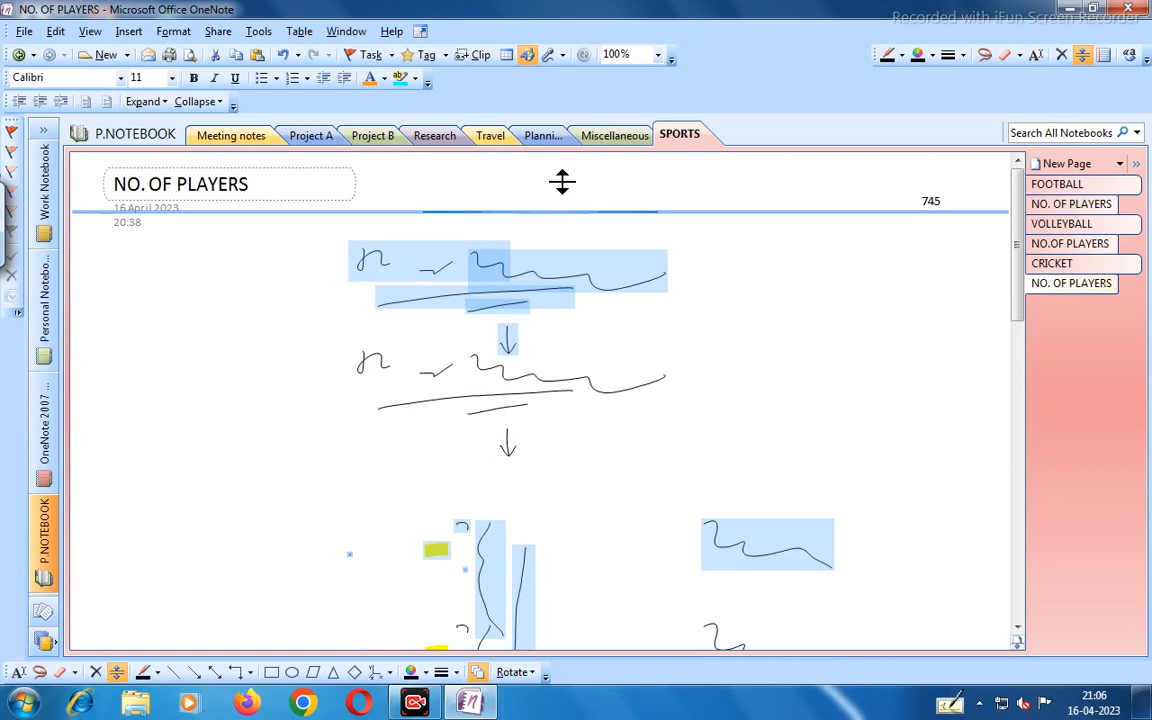 NO. OF PLAYERS - Microsoft Office OneNote
Recorded with iFun Screen Recorder
File Edit View Insert Format Share Tools Table Window Help
New Task Tag Clip 100%
Calibri 11 B I U A ab
Expand Collapse
P.NOTEBOOK Meeting notes Project A Project B Research Travel Planni... Miscellaneous SPORTS Search All Notebooks
New Page
NO. OF PLAYERS
16 April 2023
20:38
745
FOOTBALL
NO. OF PLAYERS
VOLLEYBALL
NO.OF PLAYERS
CRICKET
NO. OF PLAYERS
Work Notebook
Personal Notebo...
OneNote 2007 ...
P.NOTEBOOK
Rotate
21:06
16-04-2023